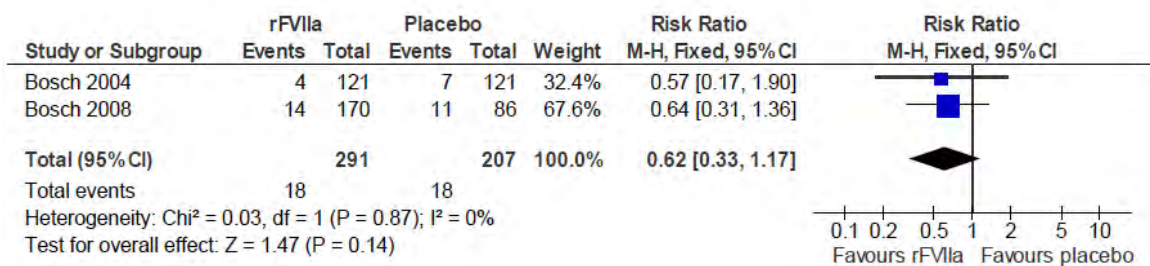 rFVIIa Placebo Risk Ratio Risk Ratio
Study or Subgroup Events Total Events Total Weight M-H, Fixed, 95%CI M-H, Fixed, 95%CI
Bosch 2004 4 121 7 121 32.4% 0.57 [0.17, 1.90]
Bosch 2008 14 170 11 86 67.6% 0.64 [0.31, 1.36]
Total (95%CI) 291 207 100.0% 0.62 [0.33, 1.17]
Total events 18 18
Heterogeneity: Chi² = 0.03, df = 1 (P = 0.87); I² = 0%
Test for overall effect: Z = 1.47 (P = 0.14)
0.1 0.2 0.5 1 2 5 10
Favours rFVIIa Favours placebo